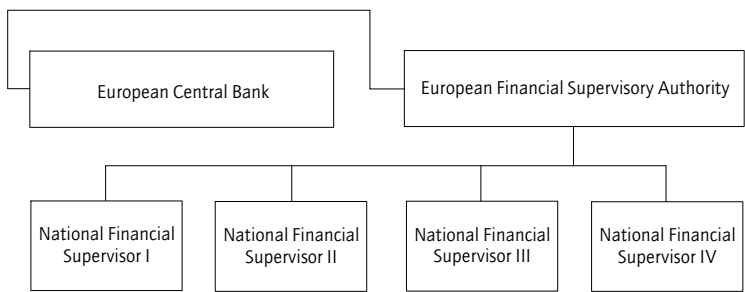 European Central Bank
European Financial Supervisory Authority
National Financial
Supervisor I
National Financial
Supervisor II
National Financial
Supervisor III
National Financial
Supervisor IV